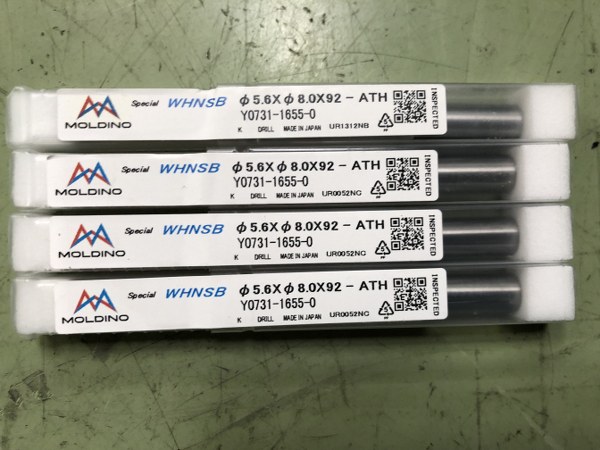 MOLDINO
Special WHNSB φ5.6Xφ8.0X92-ATH
Y0731-1655-0
K DRILL MADE IN JAPAN UR1312NB
INSPECTED
MOLDINO
Special WHNSB φ5.6Xφ8.0X92-ATH
Y0731-1655-0
K DRILL MADE IN JAPAN UR0052NC
INSPECTED
MOLDINO
Special WHNSB φ5.6Xφ8.0X92-ATH
Y0731-1655-0
K DRILL MADE IN JAPAN UR0052NC
INSPECTED
MOLDINO
Special WHNSB φ5.6Xφ8.0X92-ATH
Y0731-1655-0
K DRILL MADE IN JAPAN UR0052NC
INSPECTED